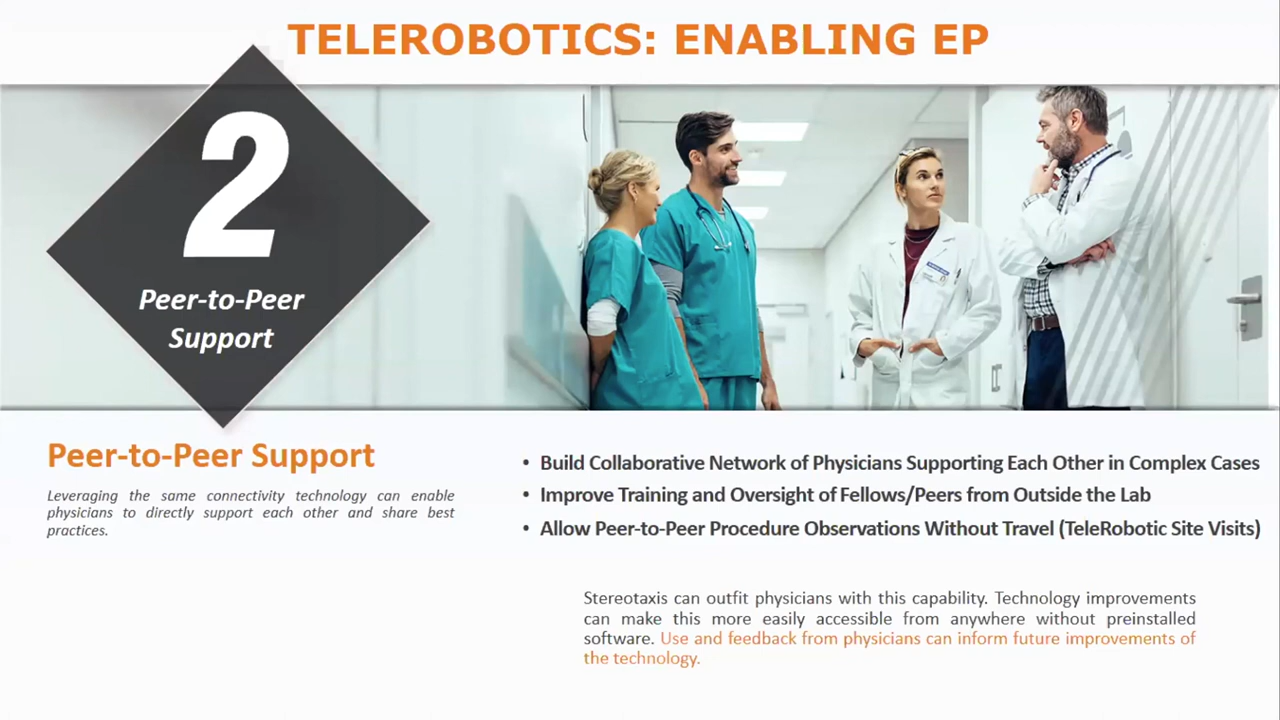 TELEROBOTICS: ENABLING EP
2
Peer-to-Peer
Support
Peer-to-Peer Support
Leveraging the same connectivity technology can enable
physicians to directly support each other and share best
practices.
• Build Collaborative Network of Physicians Supporting Each Other in Complex Cases
• Improve Training and Oversight of Fellows/Peers from Outside the Lab
• Allow Peer-to-Peer Procedure Observations Without Travel (TeleRobotic Site Visits)
Stereotaxis can outfit physicians with this capability. Technology improvements
can make this more easily accessible from anywhere without preinstalled
software. Use and feedback from physicians can inform future improvements of
the technology.